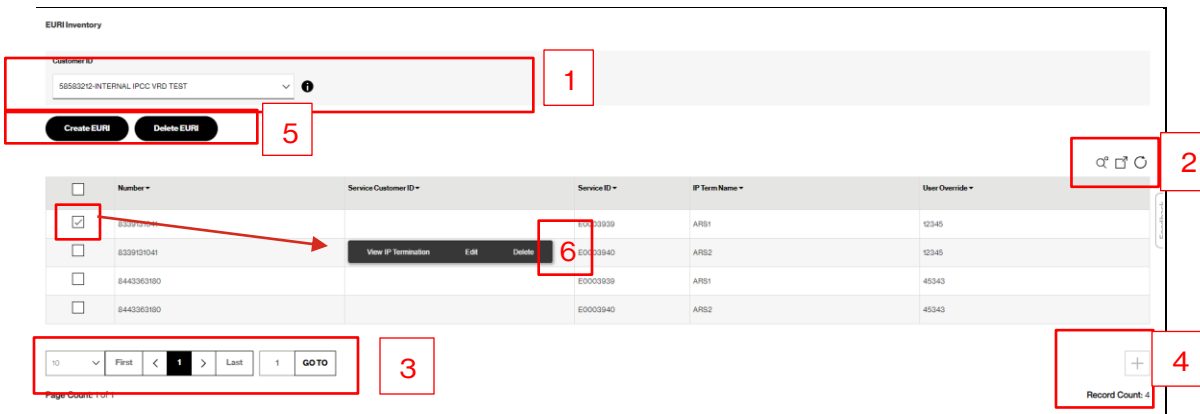 EURI Inventory
Customer ID
58583212-INTERNAL IPCC VRD TEST
1
Create EURI Delete EURI
5
2
Number Service Customer ID Service ID IP Term Name User Override
8339131041 E0003939 ARS1 12345
Feedback
View IP Termination Edit Delete
6
8339131041 E0003940 ARS2 12345
8443363180 E0003939 ARS1 45343
8443363180 E0003940 ARS2 45343
10 First < 1 > Last 1 GO TO
3
+
4
Page Count: 1 of 1
Record Count: 4